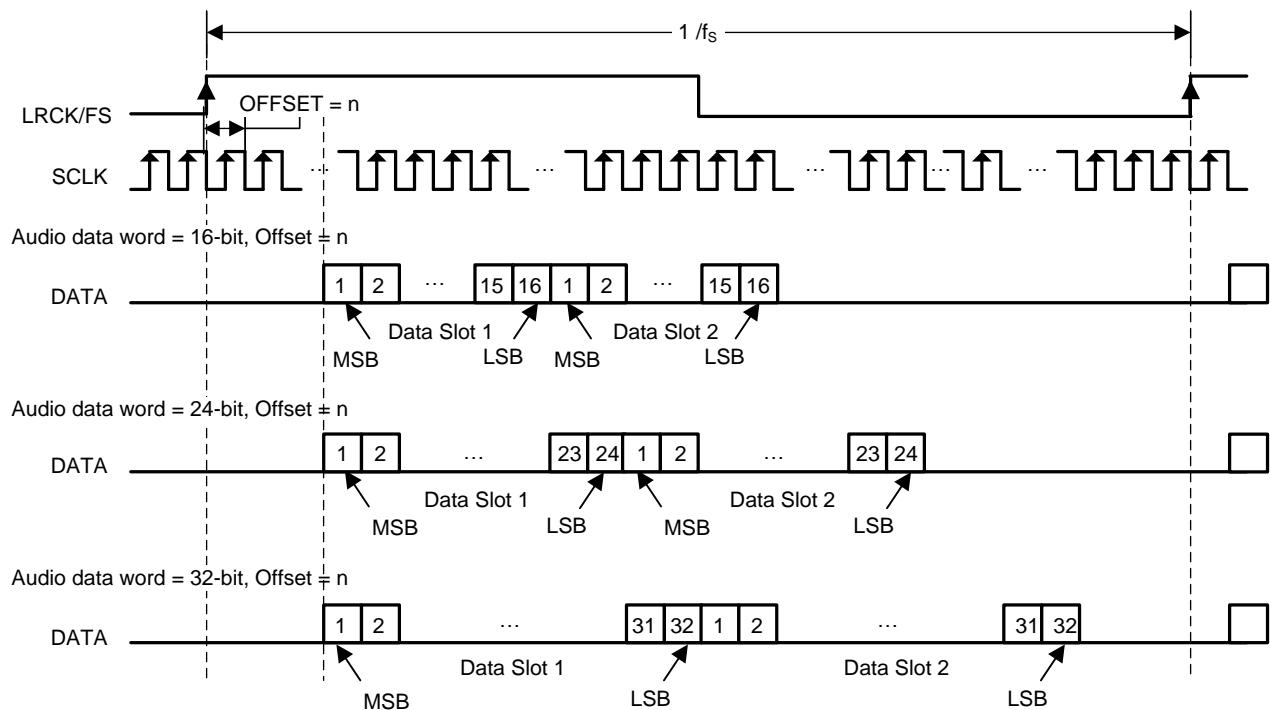 1 /fS
LRCK/FS
OFFSET = n
SCLK
... ... ... ... ...
Audio data word = 16-bit, Offset = n
DATA
1 2 ... 15 16 1 2 ... 15 16
Data Slot 1 Data Slot 2
MSB LSB MSB LSB
Audio data word = 24-bit, Offset = n
DATA
1 2 ... 23 24 1 2 ... 23 24
Data Slot 1 Data Slot 2
MSB LSB MSB LSB
Audio data word = 32-bit, Offset = n
DATA
1 2 ... 31 32 1 2 ... 31 32
Data Slot 1 Data Slot 2
MSB LSB LSB